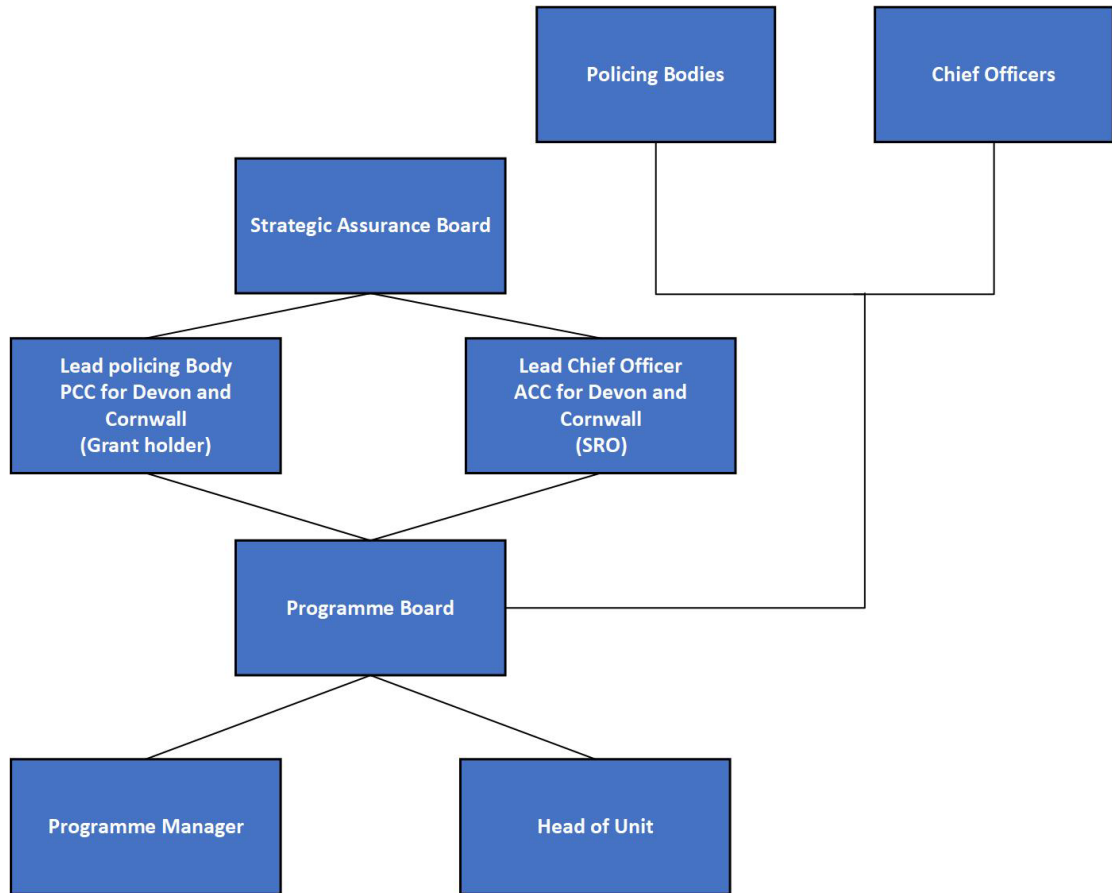 Policing Bodies
Chief Officers
Strategic Assurance Board
Lead policing Body
PCC for Devon and
Cornwall
(Grant holder)
Lead Chief Officer
ACC for Devon and
Cornwall
(SRO)
Programme Board
Programme Manager
Head of Unit